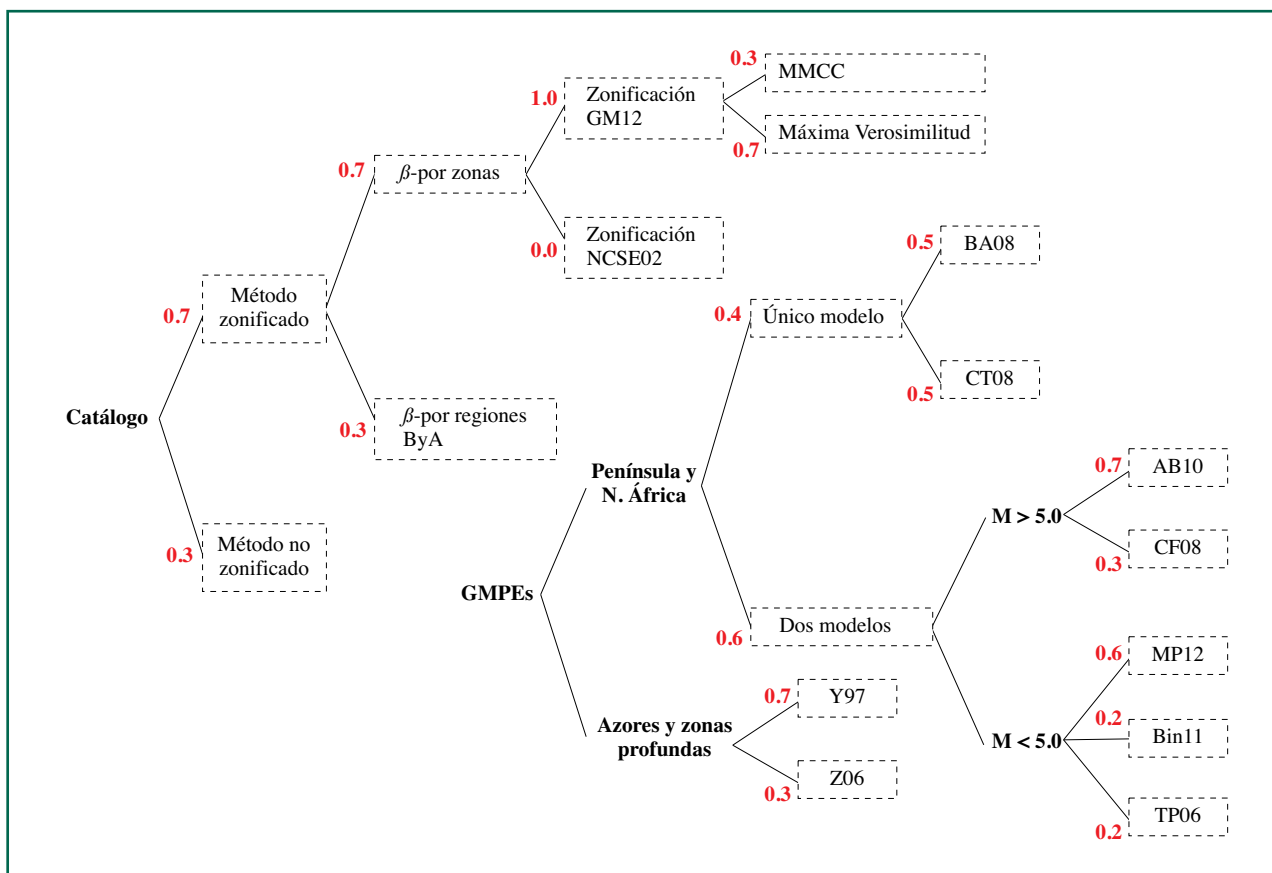 0.3
MMCC
1.0
Zonificación
GM12
Máxima Verosimilitud
0.7
0.7
β-por zonas
0.0
Zonificación
NCSE02
0.7
Método
zonificado
0.3
β-por regiones
ByA
Catálogo
0.3
Método no
zonificado
0.5
BA08
0.4
Único modelo
0.5
CT08
Península y
N. África
0.7
AB10
M > 5.0
0.3
CF08
GMPEs
0.6
Dos modelos
0.6
MP12
0.2
Bin11
M < 5.0
0.2
TP06
0.7
Y97
Azores y zonas
profundas
0.3
Z06